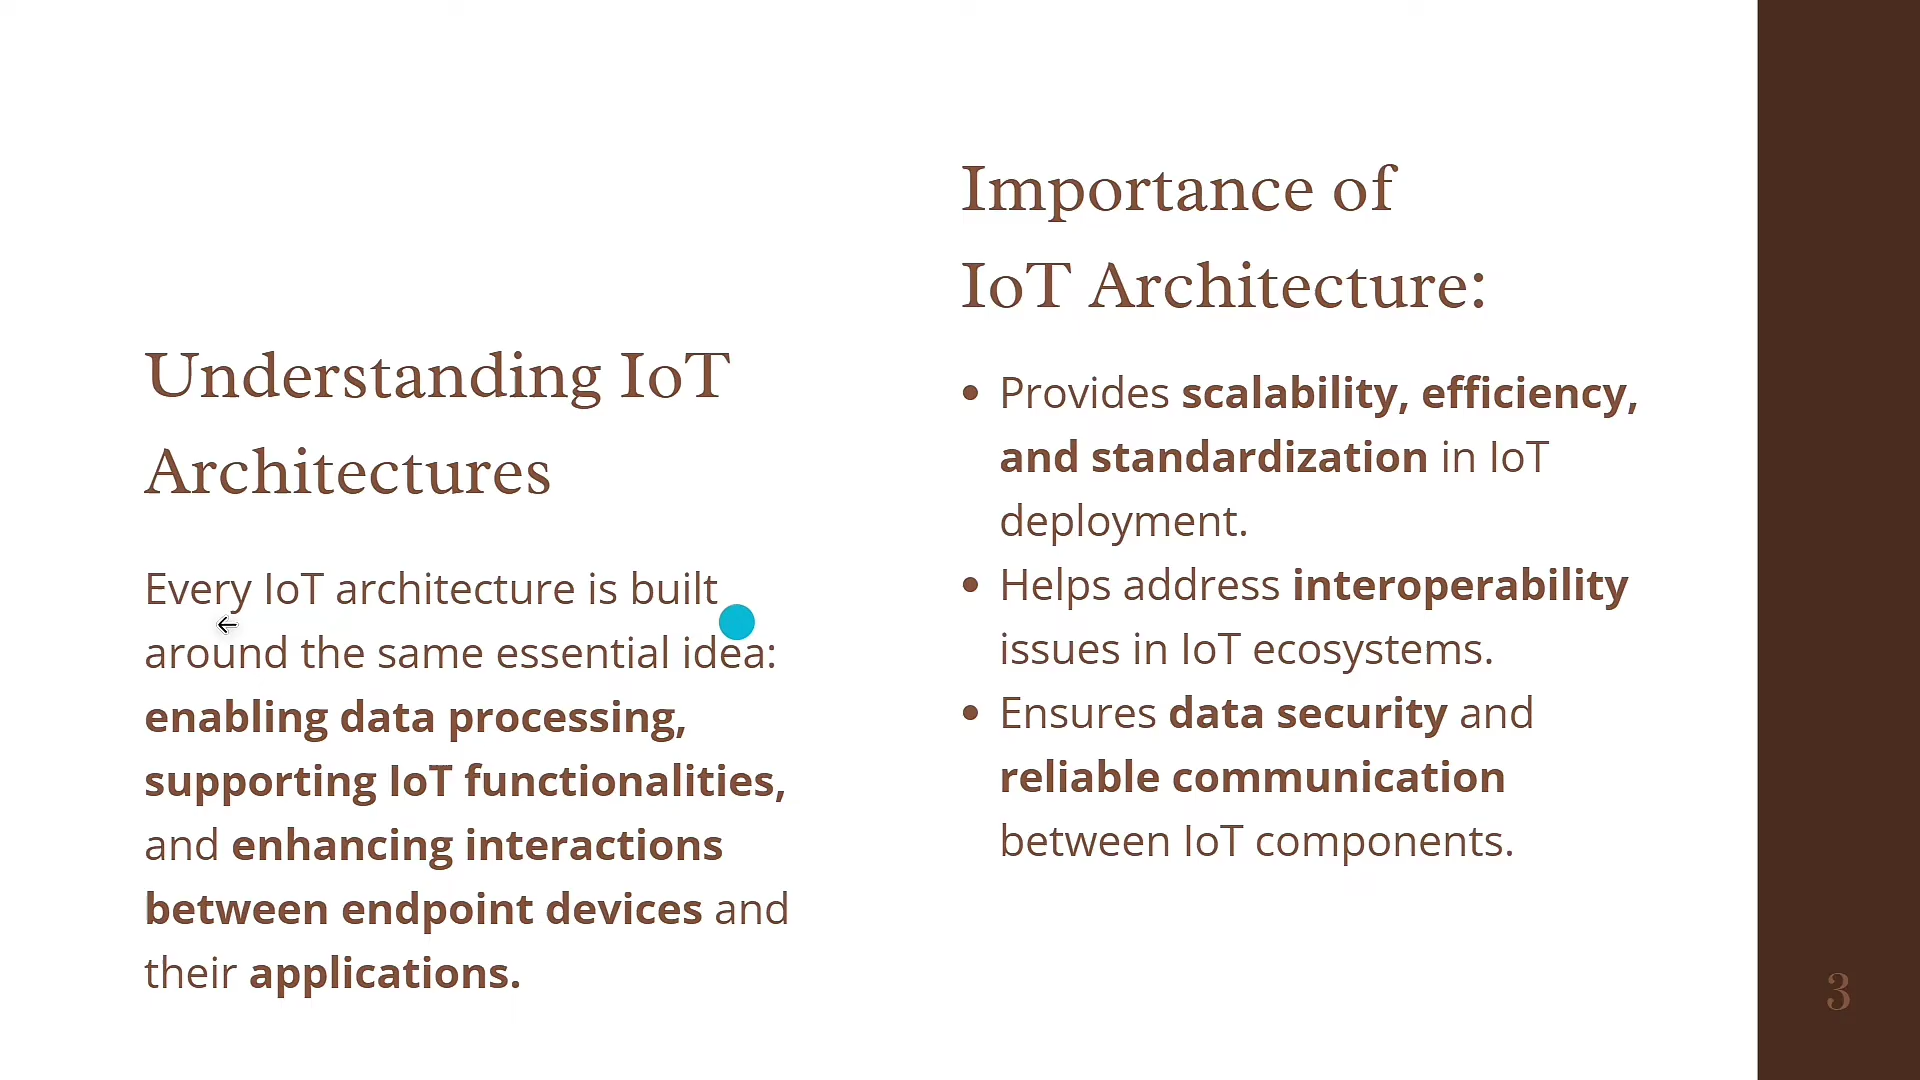 Understanding IoT
Architectures
Every IoT architecture is built
around the same essential idea:
enabling data processing,
supporting IoT functionalities,
and enhancing interactions
between endpoint devices and
their applications.
Importance of
IoT Architecture:
• Provides scalability, efficiency,
and standardization in IoT
deployment.
• Helps address interoperability
issues in IoT ecosystems.
• Ensures data security and
reliable communication
between IoT components.
3